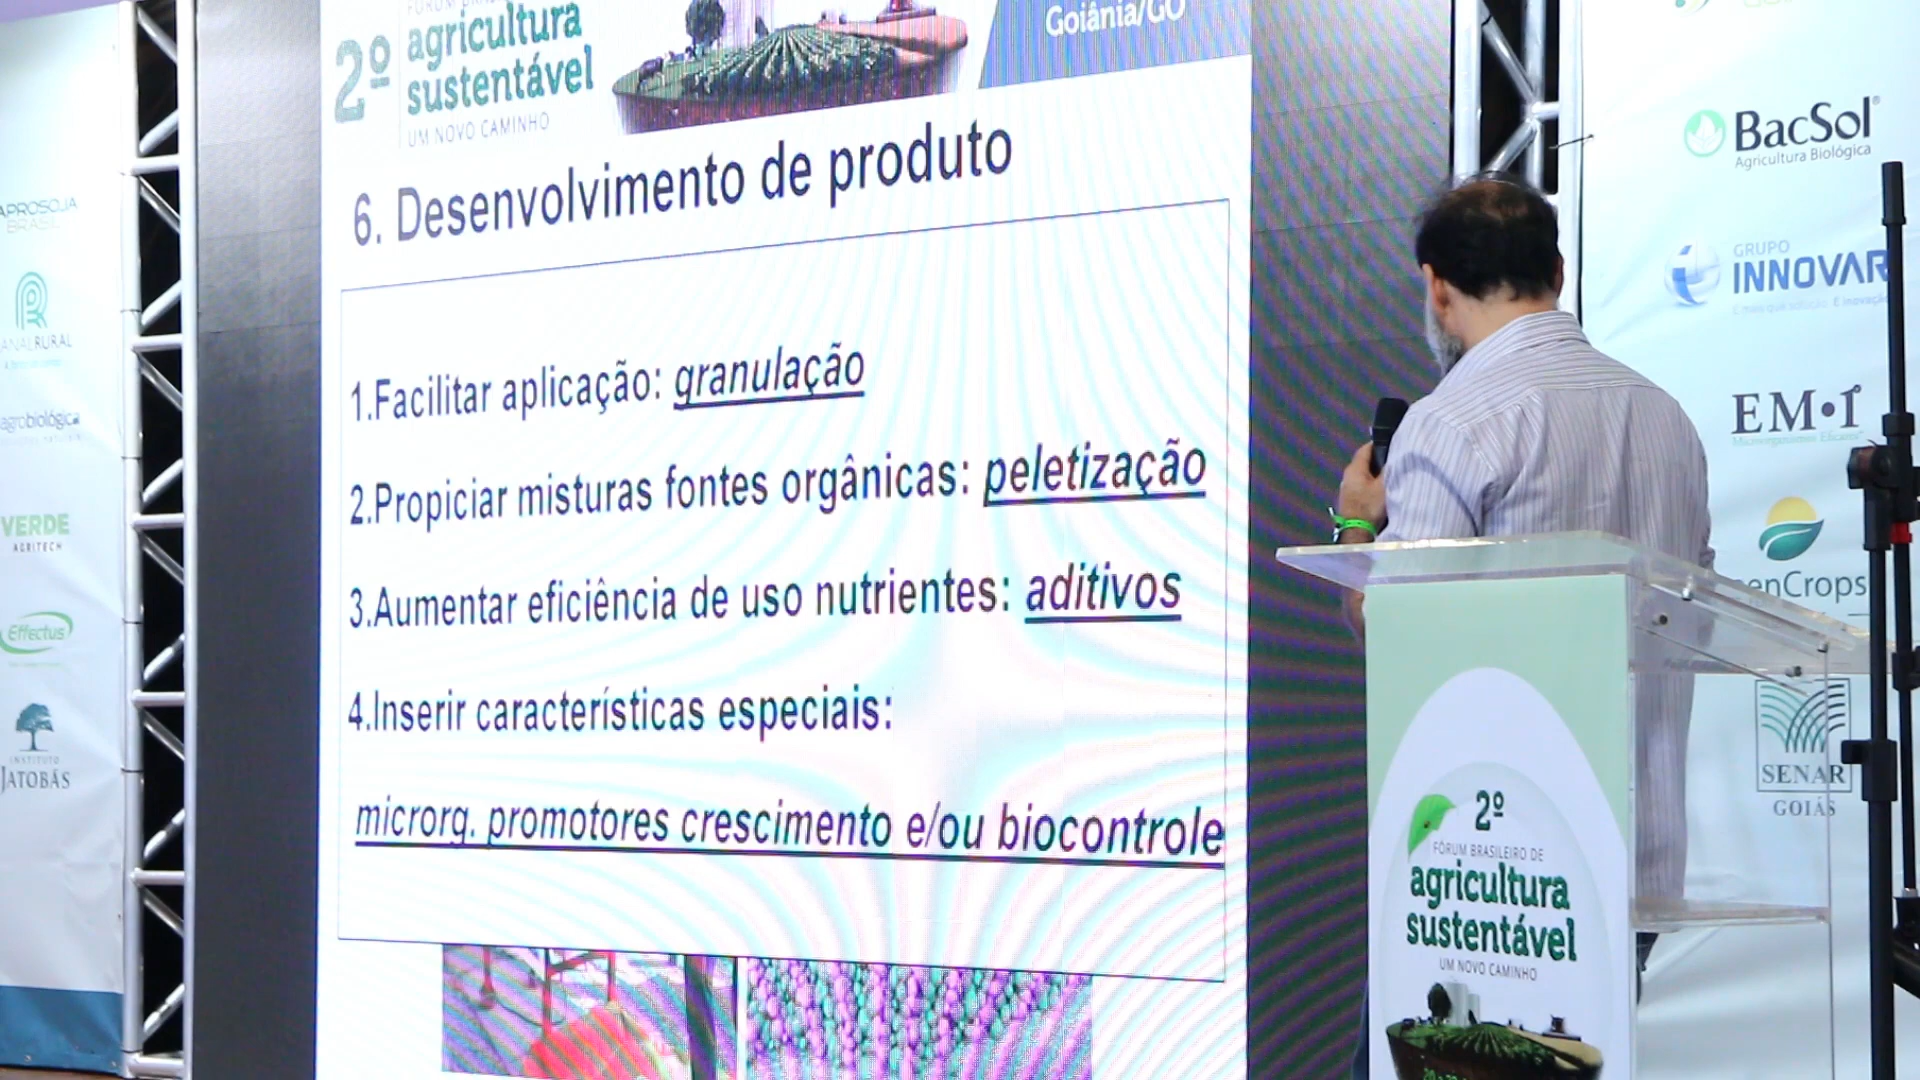 2º
agricultura
sustentável
UM NOVO CAMINHO
Goiânia/GO
6. Desenvolvimento de produto
1.Facilitar aplicação: granulação
2.Propiciar misturas fontes orgânicas: peletização
3.Aumentar eficiência de uso nutrientes: aditivos
4.Inserir características especiais:
microrg. promotores crescimento e/ou biocontrole
APROSOJA
BRASIL
ANALRURAL
agrobiológica
VERDE
AGRITECH
Effectus
INSTITUTO
JATOBÁS
BacSol
Agricultura Biológica
GRUPO
INNOVAR
EM•1
Microrganismos Eficazes
enCrops
SENAR
GOIÁS
2º
FÓRUM BRASILEIRO DE
agricultura
sustentável
UM NOVO CAMINHO